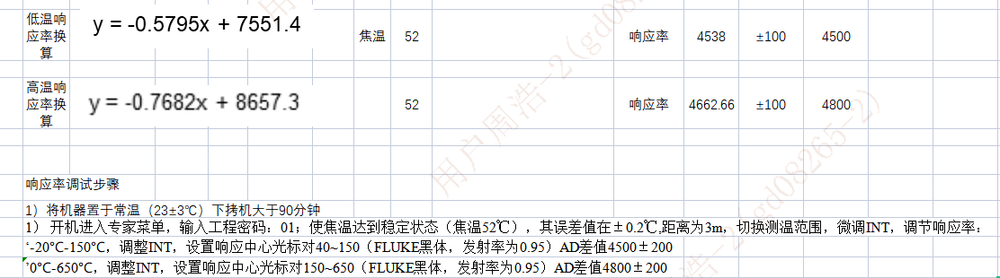 低温响应率换算 y = -0.5795x + 7551.4 焦温 52 响应率 4538 ±100 4500
高温响应率换算 y = -0.7682x + 8657.3 52 响应率 4662.66 ±100 4800
响应率调试步骤
1）将机器置于常温（23±3℃）下拷机大于90分钟
1） 开机进入专家菜单，输入工程密码：01；使焦温达到稳定状态（焦温52℃），其误差值在±0.2℃,距离为3m，切换测温范围，微调INT，调节响应率：
‘-20℃-150℃，调整INT，设置响应中心光标对40~150（FLUKE黑体，发射率为0.95）AD差值4500±200
‘0℃-650℃，调整INT，设置响应中心光标对150~650（FLUKE黑体，发射率为0.95）AD差值4800±200
用户周浩-2（gd08265-2）